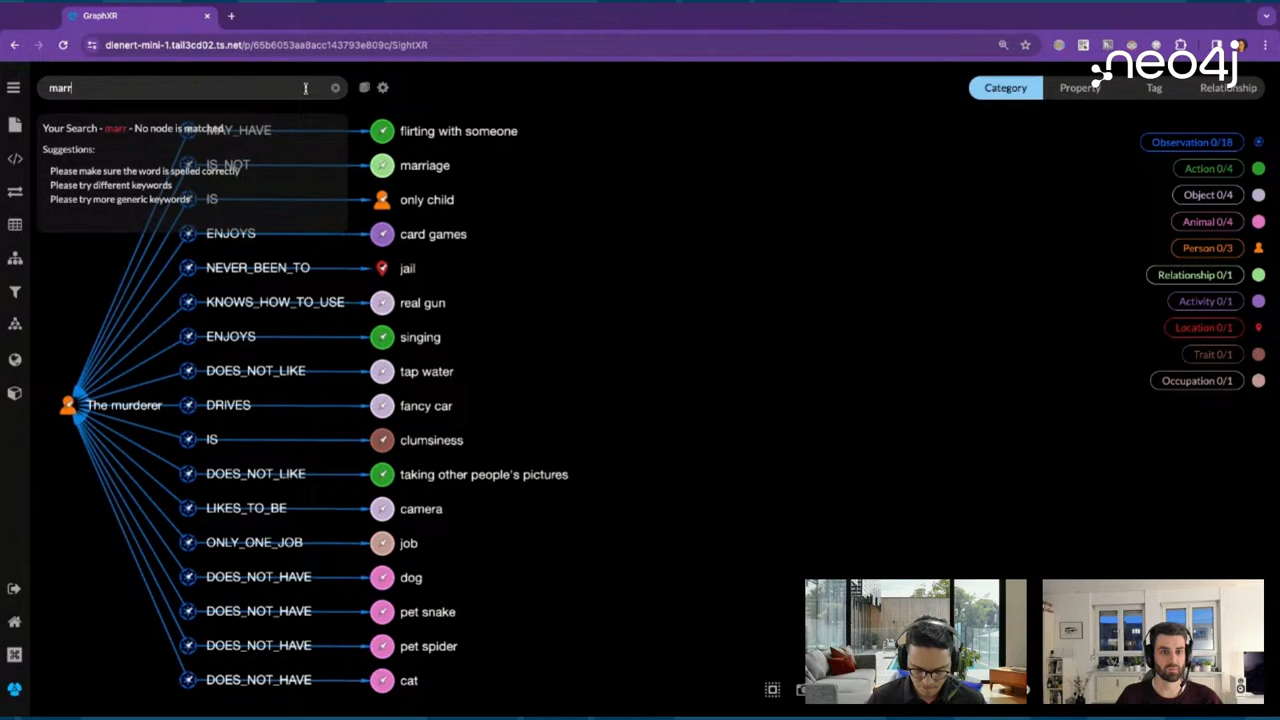 GraphXR
dienert-mini-1.tail3cd02.ts.net/p/65b6053aa8acc143793e809c/SightXR
neo4j
marr
Category
Property
Tag
Relationship
Your Search - marr - No node is matched
Suggestions:
Please make sure the word is spelled correctly
Please try different keywords
Please try more generic keywords
MAY_HAVE
flirting with someone
IS_NOT
marriage
IS
only child
ENJOYS
card games
NEVER_BEEN_TO
jail
KNOWS_HOW_TO_USE
real gun
ENJOYS
singing
DOES_NOT_LIKE
tap water
The murderer
DRIVES
fancy car
IS
clumsiness
DOES_NOT_LIKE
taking other people's pictures
LIKES_TO_BE
camera
ONLY_ONE_JOB
job
DOES_NOT_HAVE
dog
DOES_NOT_HAVE
pet snake
DOES_NOT_HAVE
pet spider
DOES_NOT_HAVE
cat
Observation 0/18
Action 0/4
Object 0/4
Animal 0/4
Person 0/3
Relationship 0/1
Activity 0/1
Location 0/1
Trait 0/1
Occupation 0/1